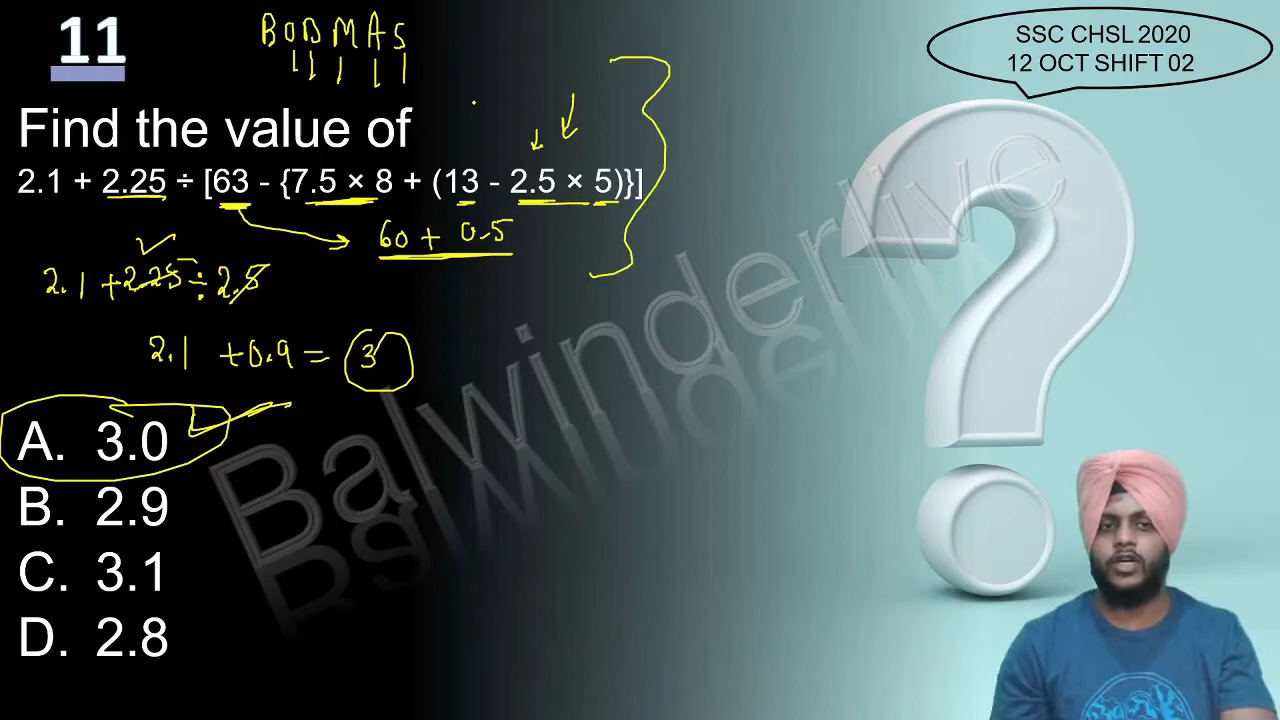 11
BODMAS
SSC CHSL 2020
12 OCT SHIFT 02
Find the value of
2.1 + 2.25 ÷ [63 - {7.5 × 8 + (13 - 2.5 × 5)}]
60 + 0.5
2.1 + 2.25 ÷ 2.5
2.1 + 0.9 = 3
A. 3.0
B. 2.9
C. 3.1
D. 2.8
Balwinderlive